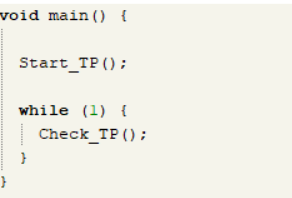 void main() {
Start_TP();
while (1) {
Check_TP();
}
}